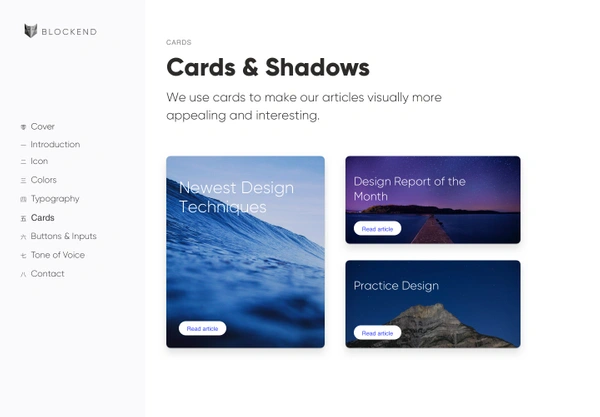 BLOCKEND
Cover
Introduction
Icon
Colors
Typography
Cards
Buttons & Inputs
Tone of Voice
Contact
CARDS
Cards & Shadows
We use cards to make our articles visually more
appealing and interesting.
Newest Design
Techniques
Read article
Design Report of the
Month
Read article
Practice Design
Read article